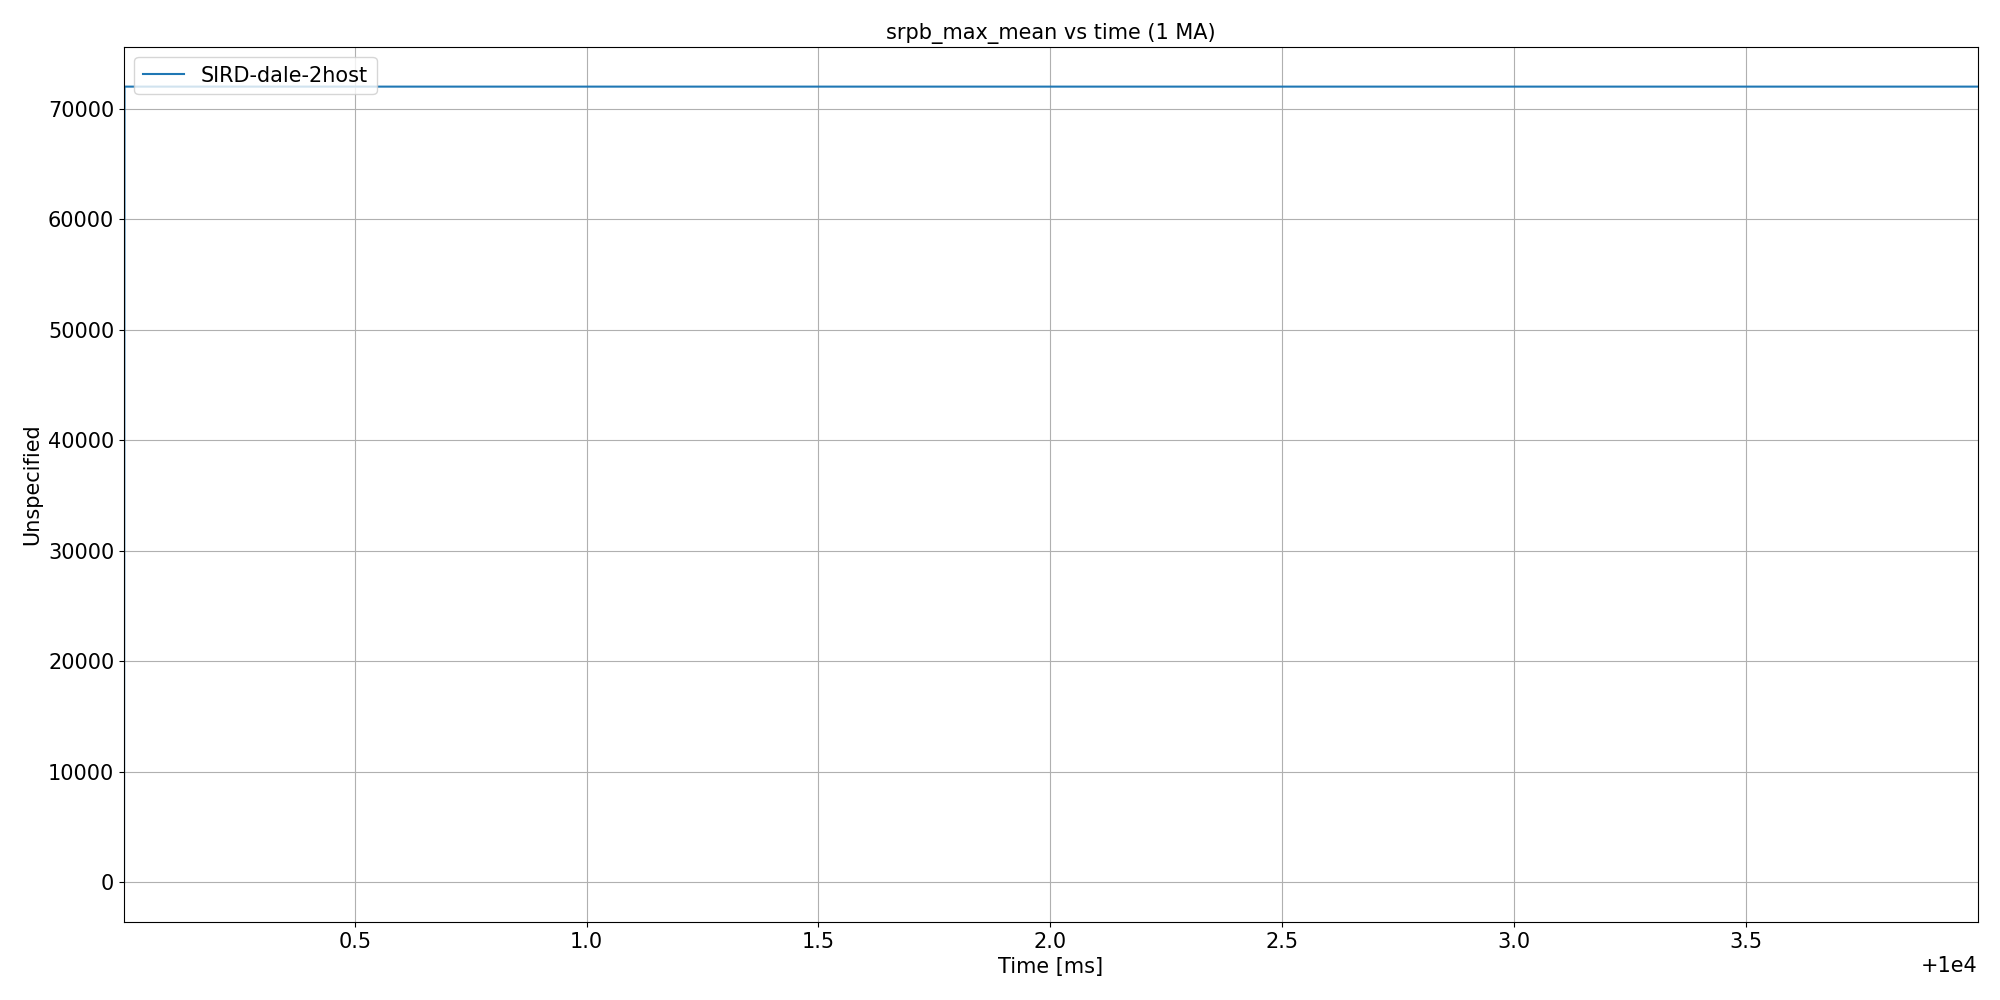 srpb_max_mean vs time (1 MA)
SIRD-dale-2host
70000
60000
50000
40000
30000
20000
10000
0
Unspecified
0.5 1.0 1.5 2.0 2.5 3.0 3.5
Time [ms]
+1e4